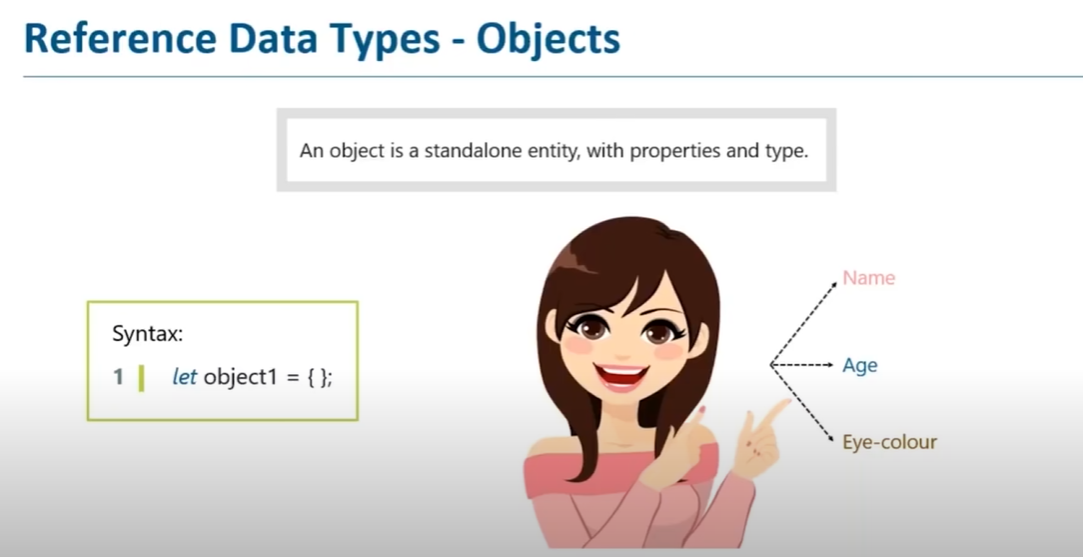 Reference Data Types - Objects
An object is a standalone entity, with properties and type.
Syntax:
1 let object1 = { };
Name
Age
Eye-colour